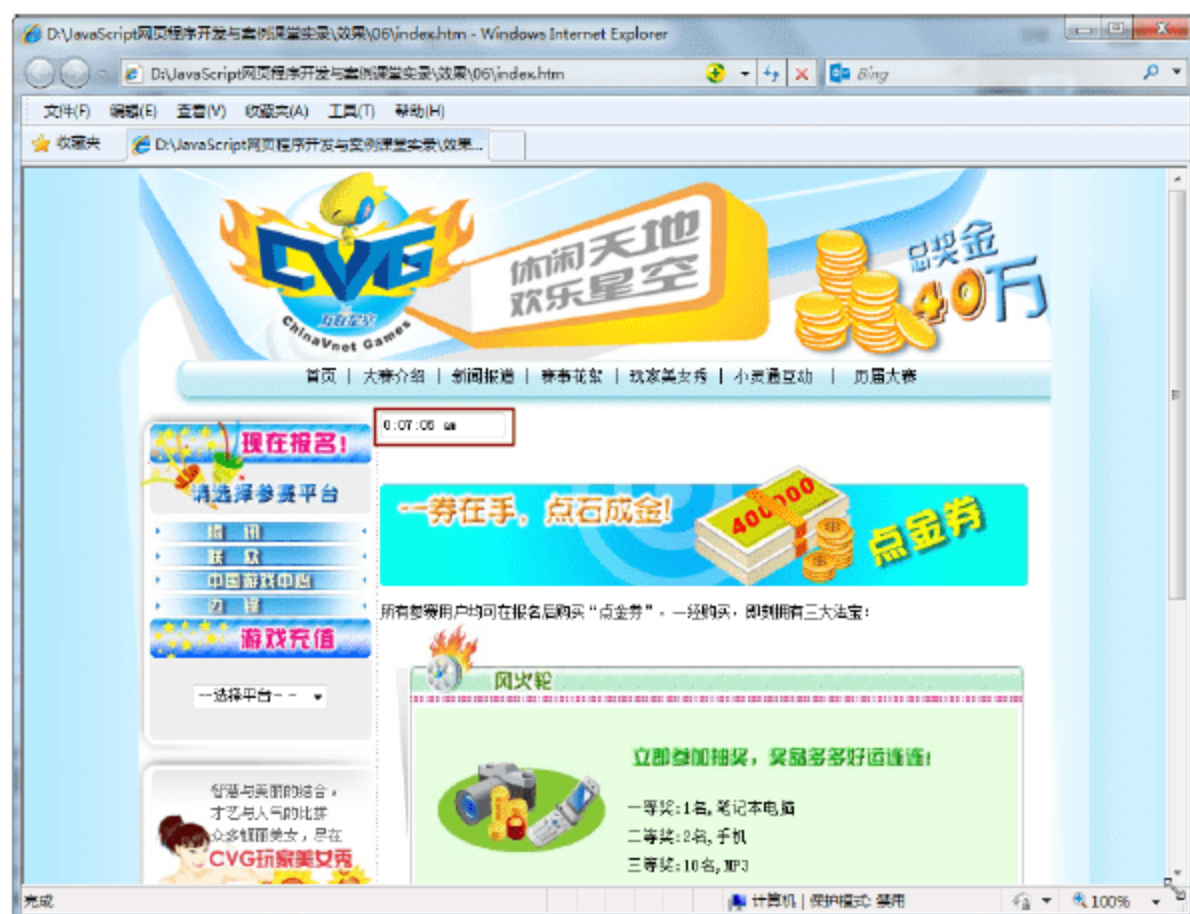 D:\JavaScript网页程序开发与案例课堂实录\效果\06\index.htm - Windows Internet Explorer
D:\JavaScript网页程序开发与案例课堂实录\效果\06\index.htm
Bing
文件(F) 编辑(E) 查看(V) 收藏夹(A) 工具(T) 帮助(H)
收藏夹
D:\JavaScript网页程序开发与案例课堂实录\效果...
CVG
互联星空
ChinaVnet Games
休闲天地
欢乐星空
总奖金
40万
首页 | 大赛介绍 | 新闻报道 | 赛事花絮 | 玩家美女秀 | 小灵通互动 | 历届大赛
0:07:05 am
现在报名!
请选择参赛平台
腾 讯
联 众
中国游戏中心
边 锋
游戏充值
--选择平台--
一券在手，点石成金!
400000
点金券
所有参赛用户均可在报名后购买“点金券”。一经购买，即刻拥有三大法宝:
风火轮
立即参加抽奖，奖品多多好运连连!
一等奖:1名,笔记本电脑
二等奖:2名,手机
三等奖:10名,MP3
智慧与美丽的结合，
才艺与人气的比拼
众多靓丽美女，尽在
CVG玩家美女秀
完成
计算机 | 保护模式: 禁用
100%